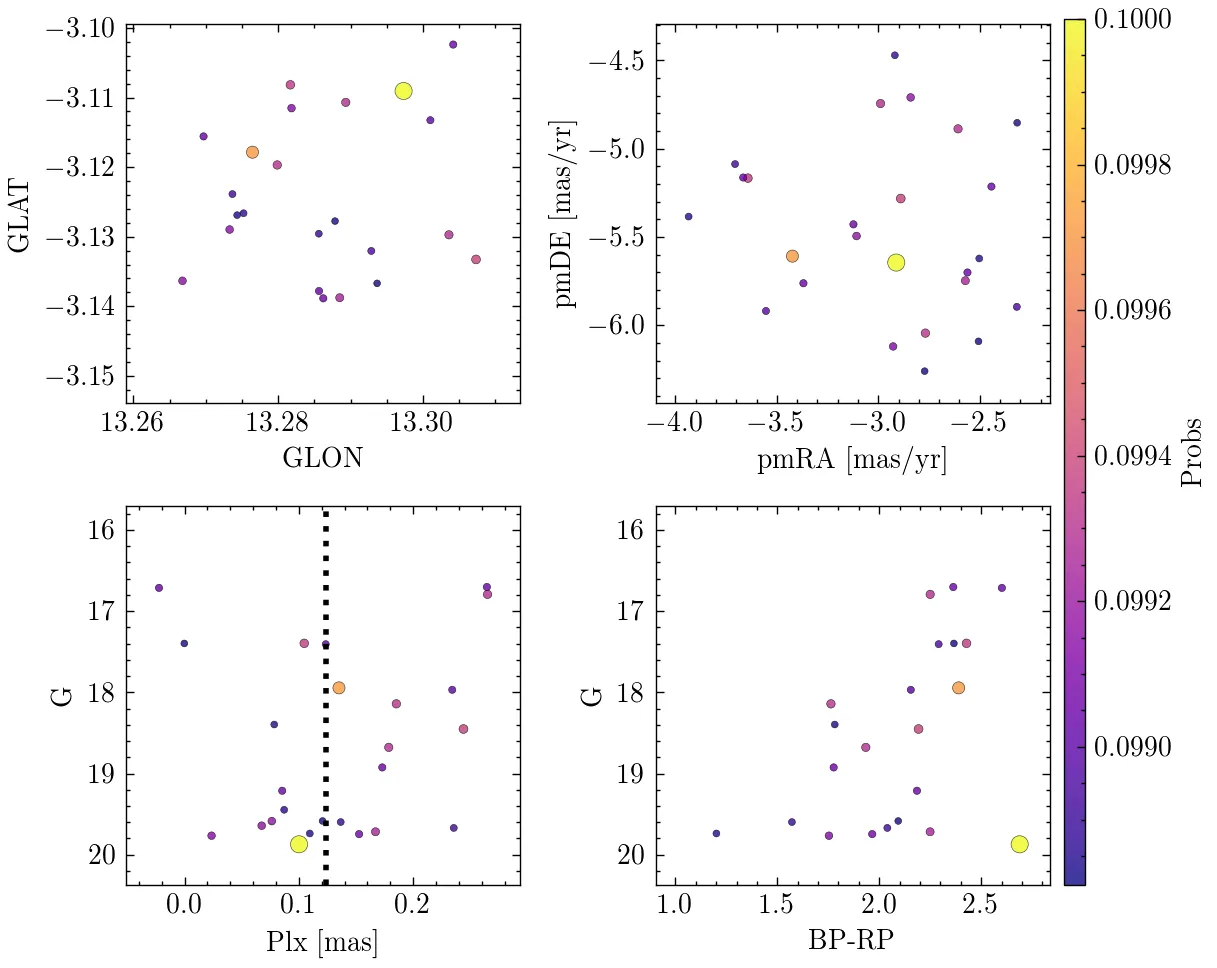 −3.10
−3.11
−3.12
−3.13
−3.14
−3.15
GLAT
13.26 13.28 13.30
GLON
−4.5
−5.0
−5.5
−6.0
pmDE [mas/yr]
−4.0 −3.5 −3.0 −2.5
pmRA [mas/yr]
16
17
18
19
20
G
0.0 0.1 0.2
Plx [mas]
16
17
18
19
20
G
1.0 1.5 2.0 2.5
BP-RP
0.1000
0.0998
0.0996
0.0994
0.0992
0.0990
Probs